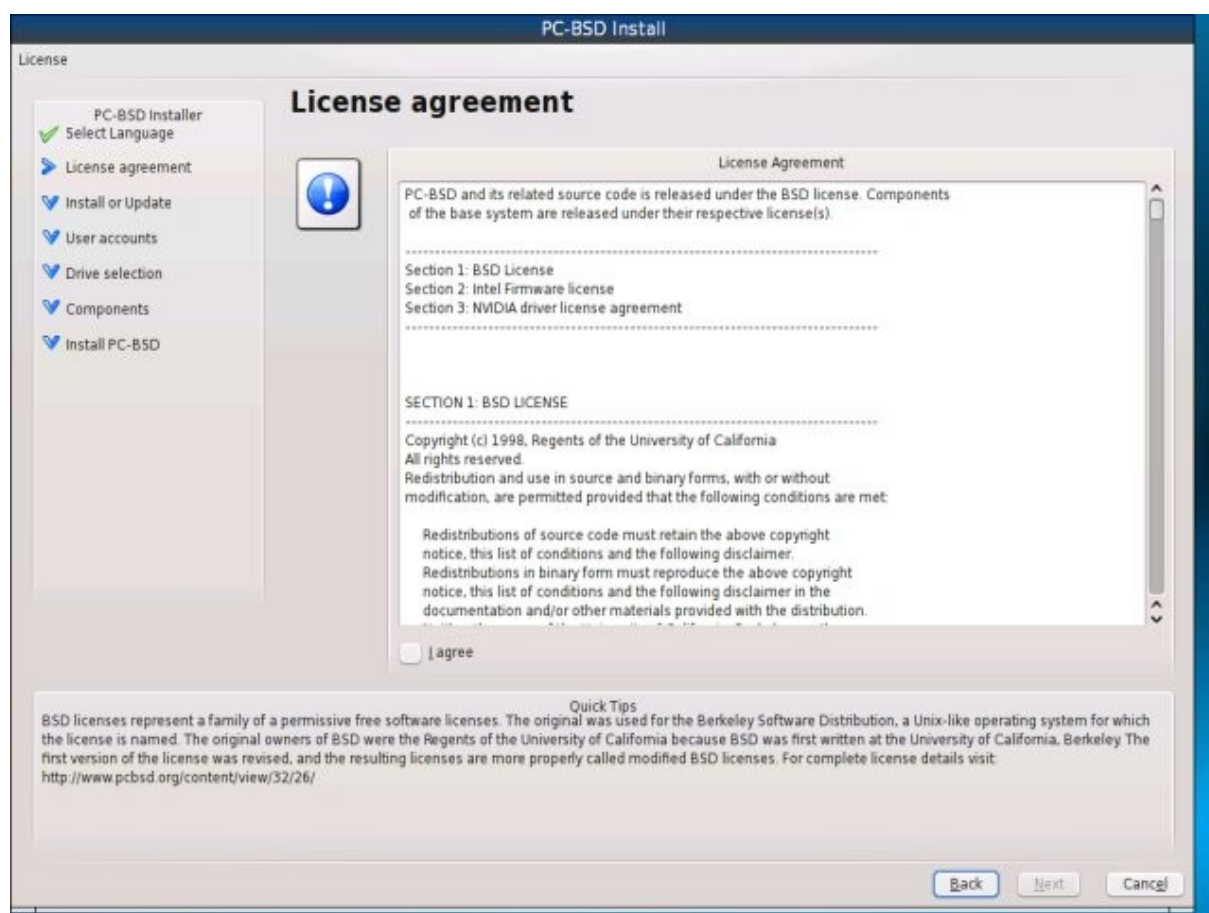 PC-BSD Install
License
PC-BSD Installer
Select Language
License agreement
Install or Update
User accounts
Drive selection
Components
Install PC-BSD
License agreement
License Agreement
PC-BSD and its related source code is released under the BSD license. Components
of the base system are released under their respective license(s).
-------------------------------------------------------------------------------
Section 1: BSD License
Section 2: Intel Firmware license
Section 3: NVIDIA driver license agreement
-------------------------------------------------------------------------------
SECTION 1: BSD LICENSE
-------------------------------------------------------------------------------
Copyright (c) 1998, Regents of the University of California
All rights reserved.
Redistribution and use in source and binary forms, with or without
modification, are permitted provided that the following conditions are met:
Redistributions of source code must retain the above copyright
notice, this list of conditions and the following disclaimer.
Redistributions in binary form must reproduce the above copyright
notice, this list of conditions and the following disclaimer in the
documentation and/or other materials provided with the distribution.
I agree
Quick Tips
BSD licenses represent a family of a permissive free software licenses. The original was used for the Berkeley Software Distribution, a Unix-like operating system for which
the license is named. The original owners of BSD were the Regents of the University of California because BSD was first written at the University of California, Berkeley. The
first version of the license was revised, and the resulting licenses are more properly called modified BSD licenses. For complete license details visit:
http://www.pcbsd.org/content/view/32/26/
Back
Next
Cancel